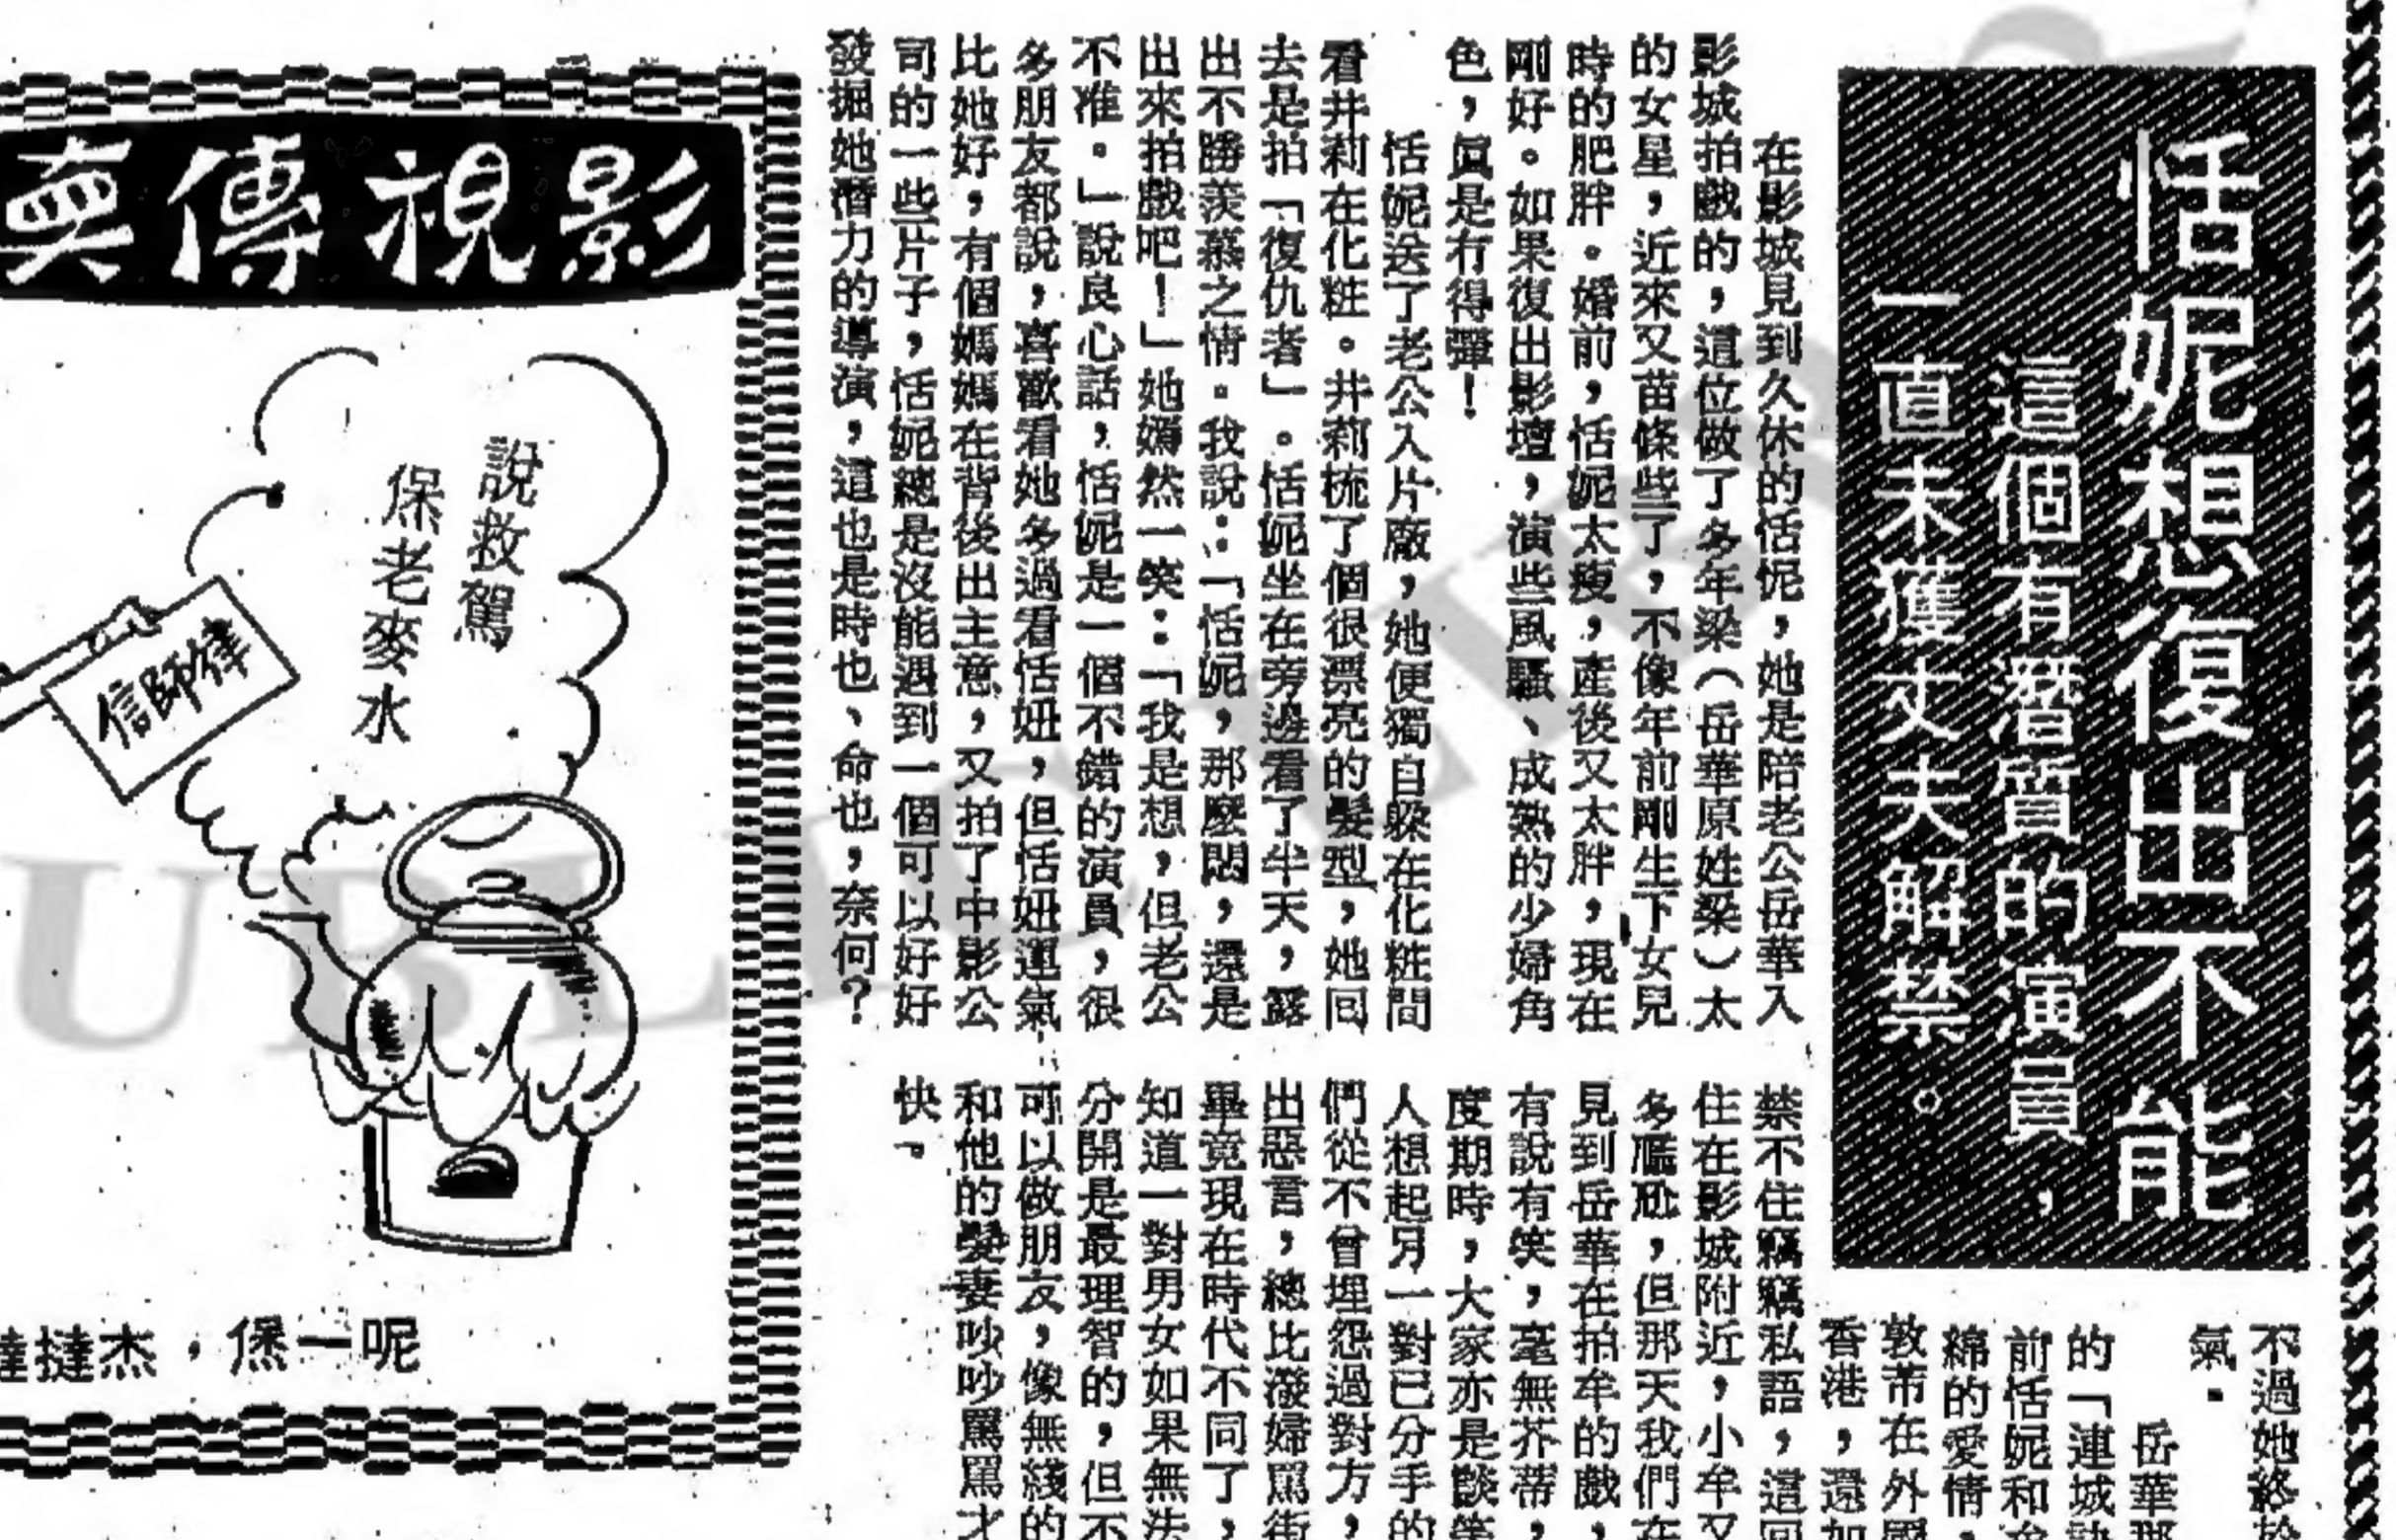 恬妮想復出不能
這個有潛質的演員，
一直未獲丈夫解禁。
在影城見到久休的恬妮，她是陪老公岳華入
影城拍戲的，這位做了多年梁（岳華原姓梁）太
的女星，近來又苗條些了，不像年前剛生下女兒
時的肥胖。婚前，恬妮太瘦，產後又太胖，現在
剛好。如果復出影壇，演些風騷、成熟的少婦角
色，眞是冇得彈！
恬妮送了老公入片廠，她便獨自躲在化粧間
看井莉在化粧。井莉梳了個很漂亮的髮型，她回
去是拍「復仇者」。恬妮坐在旁邊看了半天，露
出不勝羨慕之情。我說：「恬妮，那麼悶，還是
出來拍戲吧！」她嫣然一笑：「我是想，但老公
不准。」說良心話，恬妮是一個不錯的演員，很
多朋友都說，喜歡看她多過看恬妞，但恬妞運氣
比她好，有個媽媽在背後出主意，又拍了中影公
司的一些片子，恬妮總是沒能遇到一個可以好好
發掘她潛力的導演，這也是時也、命也，奈何？
不過她終於
氣。
岳華那
的「連城訣
前恬妮和
綿的愛情，
敦芾在外國
香港，還如
禁不住竊竊私語，這回
住在影城附近，小牟又
多尷尬，但那天我們在
見到岳華在拍牟的戲，
有說有笑，毫無芥蒂，
度期時，大家亦是談笑
人想起另一對已分手的
們從不曾埋怨過對方，
出惡言，總比潑婦罵街
畢竟現在時代不同了，
知道一對男女如果無法
分開是最理智的，但不
可以做朋友，像無綫的
和他的髮妻吵吵罵罵才
快。
影視傳眞
說救駕
保老麥水
律師信
呢一煲，杰撻撻
PUBLIC LIBR